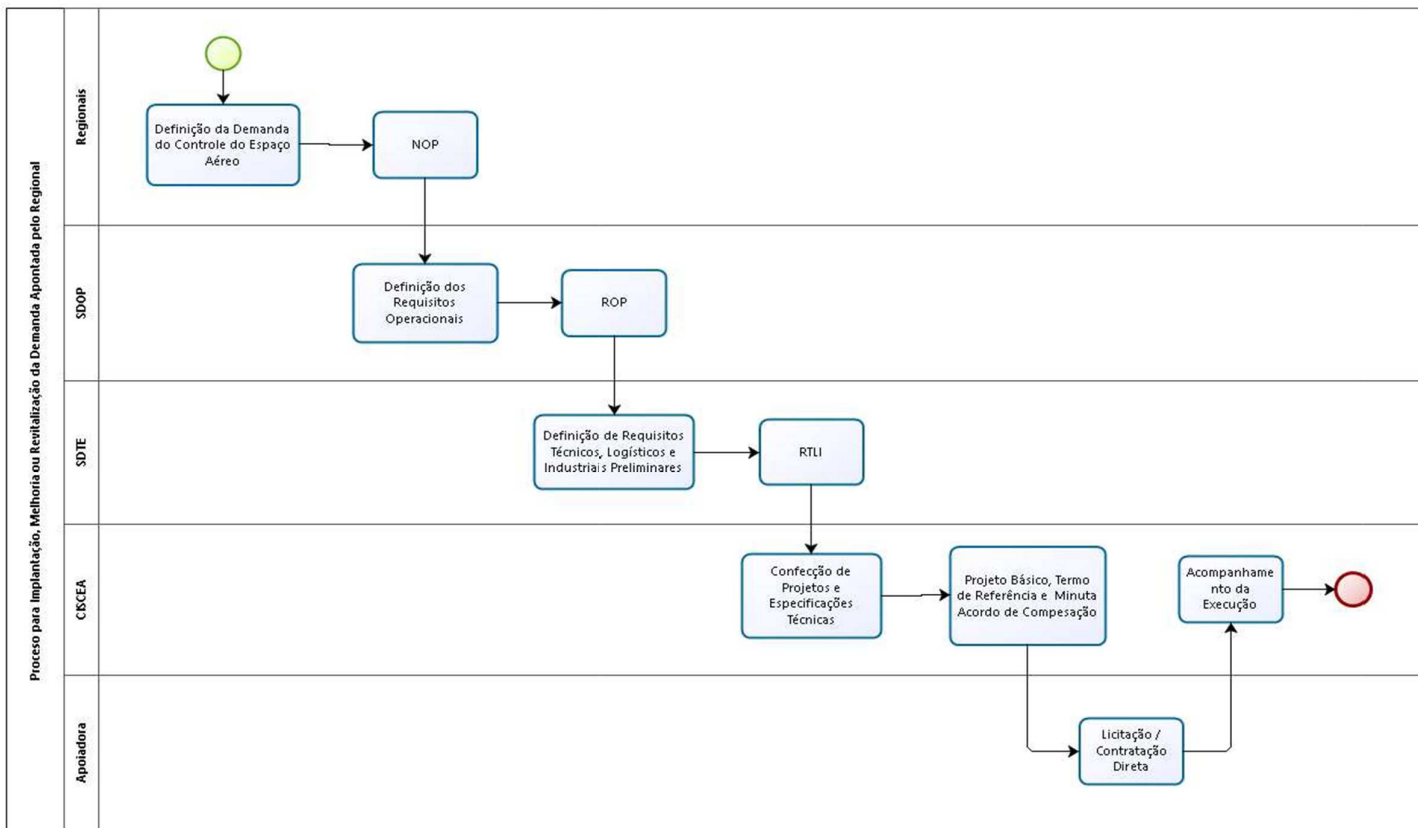 Proceso para Implantação, Melhoria ou Revitalização da Demanda Apontada pelo Regional
Regionais
Definição da Demanda
do Controle do Espaço
Aéreo
NOP
SDOP
Definição dos
Requisitos
Operacionais
ROP
SDTE
Definição de Requisitos
Técnicos, Logísticos e
Industriais Preliminares
RTLI
CISCEA
Confecção de
Projetos e
Especificações
Técnicas
Projeto Básico, Termo
de Referência e Minuta
Acordo de Compesação
Acompanhame
nto da
Execução
Apoiadora
Licitação /
Contratação
Direta